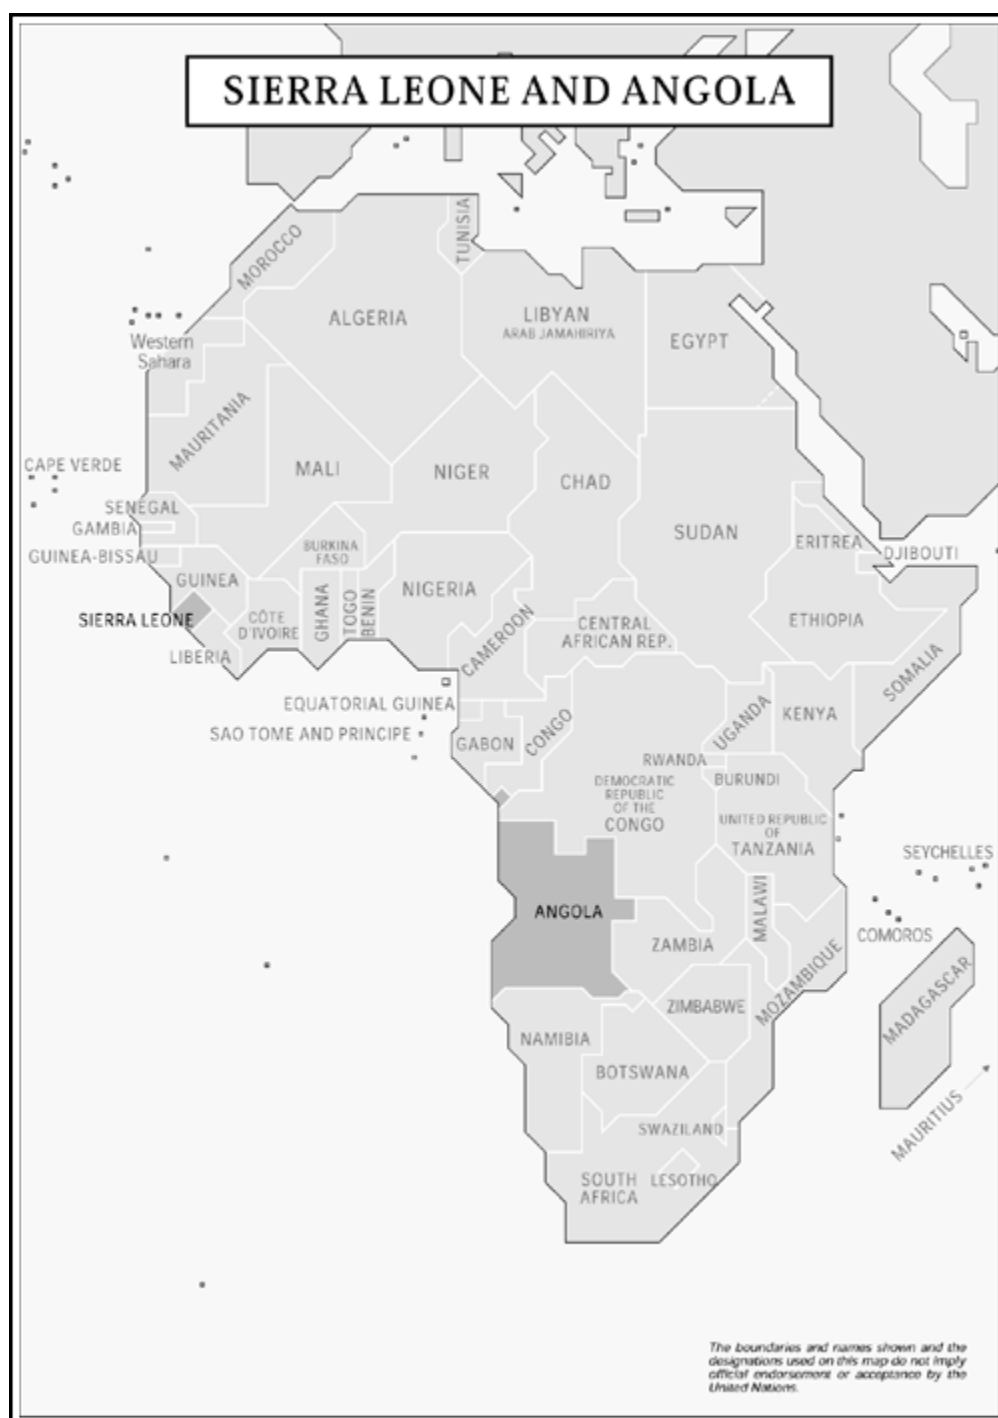 SIERRA LEONE AND ANGOLA
TUNISIA
MOROCCO
ALGERIA
LIBYAN
ARAB JAMAHIRIYA
EGYPT
Western
Sahara
MAURITANIA
CAPE VERDE
MALI
NIGER
CHAD
SUDAN
SENEGAL
GAMBIA
GUINEA-BISSAU
GUINEA
BURKINA
FASO
ERITREA
DJIBOUTI
SIERRA LEONE
CÔTE
D'IVOIRE
GHANA
TOGO
BENIN
NIGERIA
CAMEROON
CENTRAL
AFRICAN REP.
ETHIOPIA
LIBERIA
SOMALIA
EQUATORIAL GUINEA
SAO TOME AND PRINCIPE
GABON
CONGO
UGANDA
KENYA
RWANDA
BURUNDI
DEMOCRATIC
REPUBLIC
OF THE
CONGO
UNITED REPUBLIC
OF
TANZANIA
SEYCHELLES
ANGOLA
ZAMBIA
MALAWI
COMOROS
MOZAMBIQUE
MADAGASCAR
ZIMBABWE
NAMIBIA
BOTSWANA
MAURITIUS
SWAZILAND
SOUTH
AFRICA
LESOTHO
The boundaries and names shown and the
designations used on this map do not imply
official endorsement or acceptance by the
United Nations.